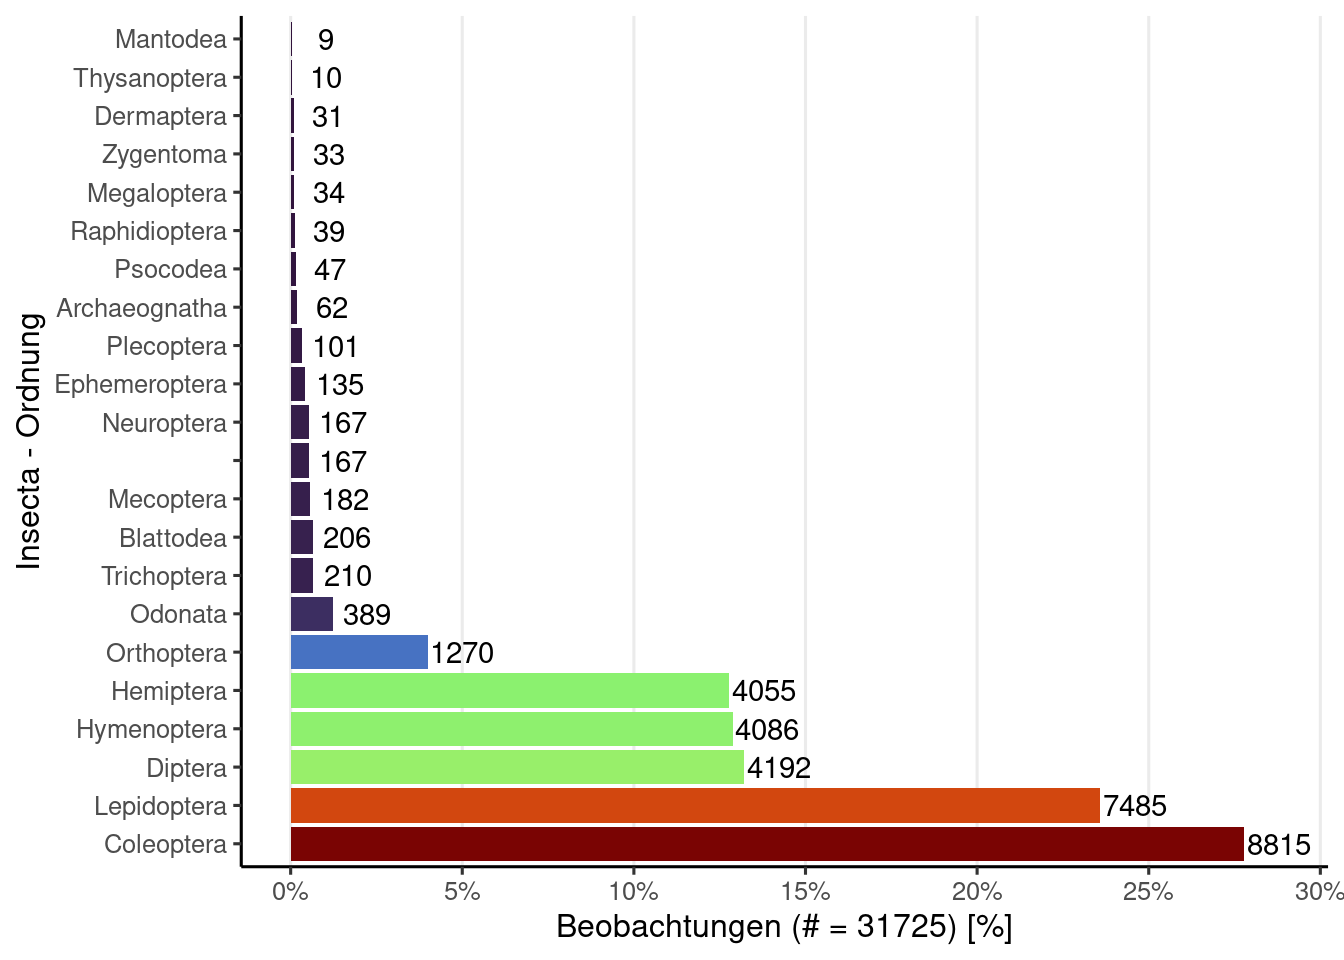 Insecta - Ordnung
Mantodea 9
Thysanoptera 10
Dermaptera 31
Zygentoma 33
Megaloptera 34
Raphidioptera 39
Psocodea 47
Archaeognatha 62
Plecoptera 101
Ephemeroptera 135
Neuroptera 167
167
Mecoptera 182
Blattodea 206
Trichoptera 210
Odonata 389
Orthoptera 1270
Hemiptera 4055
Hymenoptera 4086
Diptera 4192
Lepidoptera 7485
Coleoptera 8815
0% 5% 10% 15% 20% 25% 30%
Beobachtungen (# = 31725) [%]